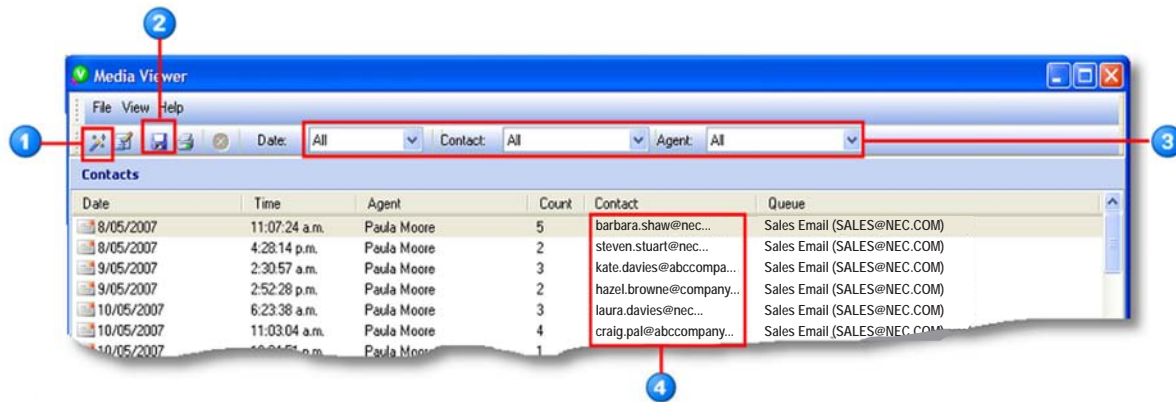 2
Media Viewer
File View Help
1
Date: All Contact: All Agent: All
3
Contacts
Date Time Agent Count Contact Queue
8/05/2007 11:07:24 a.m. Paula Moore 5 barbara.shaw@nec... Sales Email (SALES@NEC.COM)
8/05/2007 4:28:14 p.m. Paula Moore 2 steven.stuart@nec... Sales Email (SALES@NEC.COM)
9/05/2007 2:30:57 a.m. Paula Moore 3 kate.davies@abccompa... Sales Email (SALES@NEC.COM)
9/05/2007 2:52:28 p.m. Paula Moore 2 hazel.browne@company... Sales Email (SALES@NEC.COM)
10/05/2007 6:23:38 a.m. Paula Moore 3 laura.davies@nec... Sales Email (SALES@NEC.COM)
10/05/2007 11:03:04 a.m. Paula Moore 4 craig.pal@abccompany... Sales Email (SALES@NEC.COM)
10/05/2007 p.m. Paula Moore 1
4